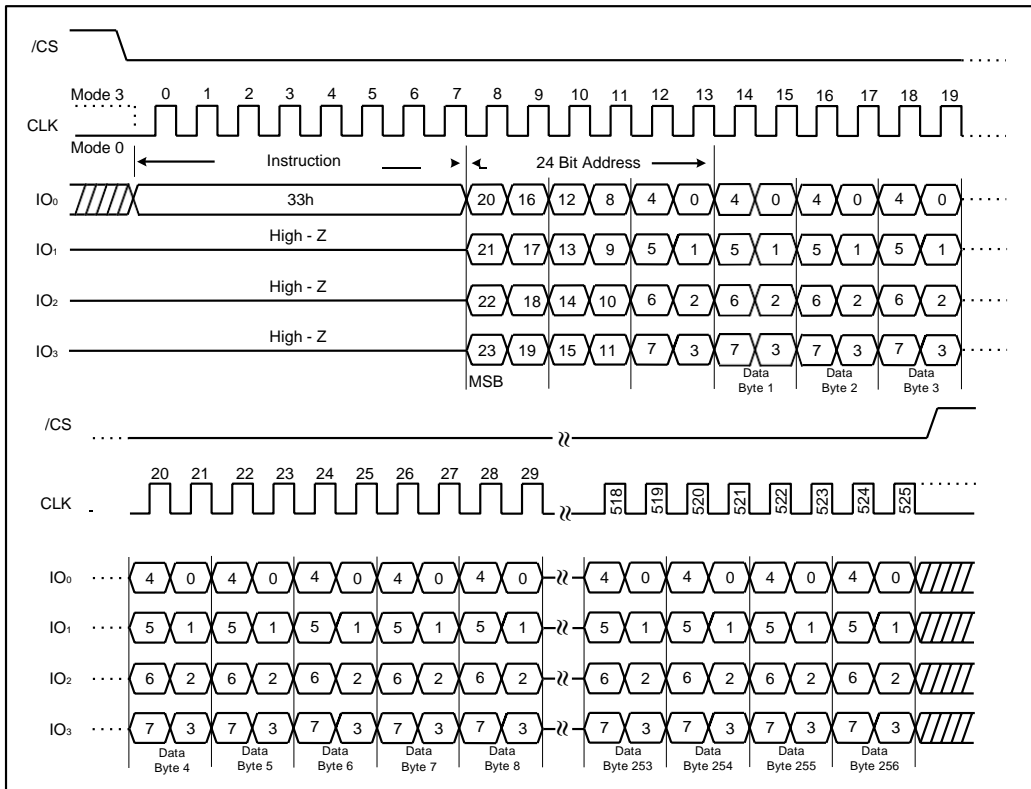 /CS
Mode 3 0 1 2 3 4 5 6 7 8 9 10 11 12 13 14 15 16 17 18 19
CLK
Mode 0
Instruction 24 Bit Address
IO₀ 33h 20 16 12 8 4 0 4 0 4 0 4 0
High - Z
IO₁ 21 17 13 9 5 1 5 1 5 1 5 1
High - Z
IO₂ 22 18 14 10 6 2 6 2 6 2 6 2
High - Z
IO₃ 23 19 15 11 7 3 7 3 7 3 7 3
MSB Data Byte 1 Data Byte 2 Data Byte 3
/CS
20 21 22 23 24 25 26 27 28 29
CLK 518 519 520 521 522 523 524 525
IO₀ 4 0 4 0 4 0 4 0 4 0 4 0 4 0 4 0 4 0
IO₁ 5 1 5 1 5 1 5 1 5 1 5 1 5 1 5 1 5 1
IO₂ 6 2 6 2 6 2 6 2 6 2 6 2 6 2 6 2 6 2
IO₃ 7 3 7 3 7 3 7 3 7 3 7 3 7 3 7 3 7 3
Data Byte 4 Data Byte 5 Data Byte 6 Data Byte 7 Data Byte 8 Data Byte 253 Data Byte 254 Data Byte 255 Data Byte 256